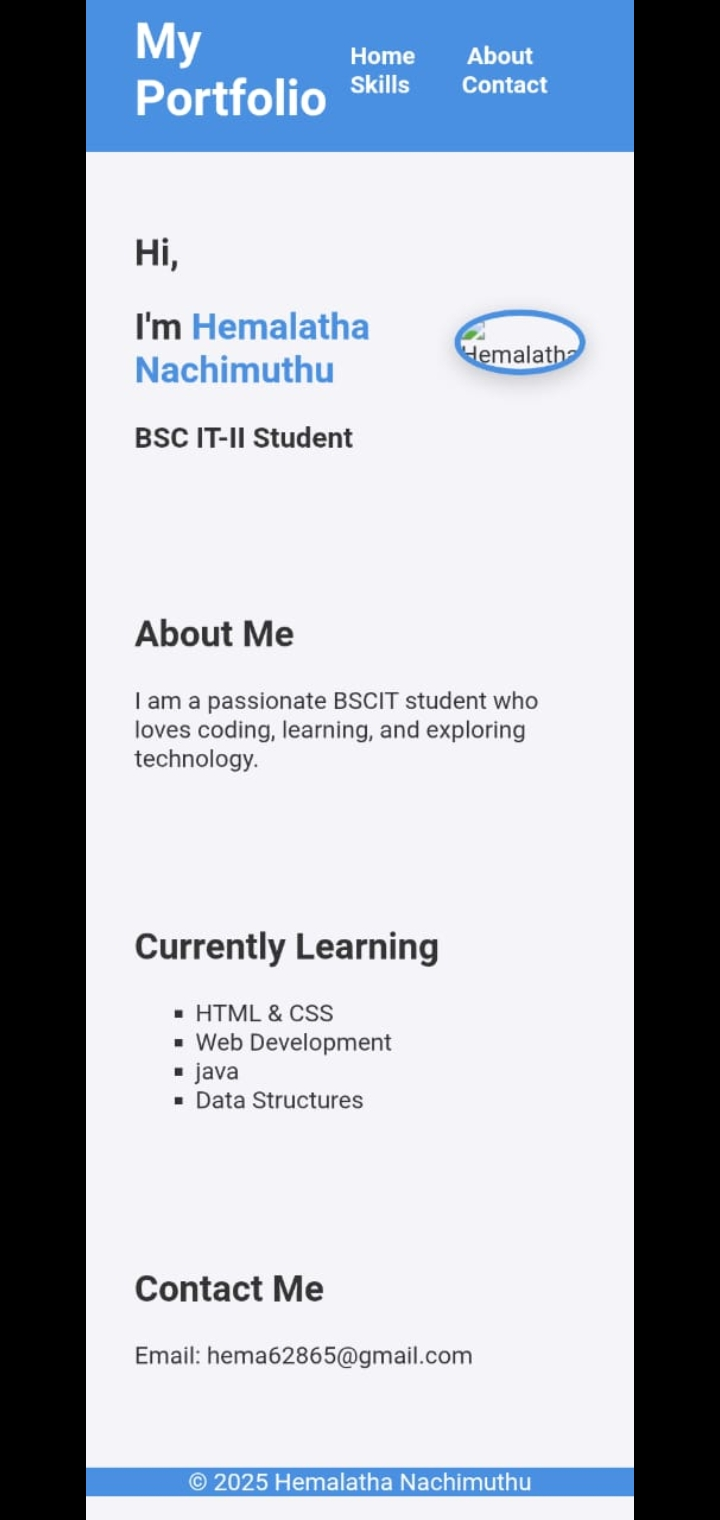 My
Portfolio
Home About
Skills Contact
Hi,
I'm Hemalatha
Nachimuthu
Hemalatha
BSC IT-II Student
About Me
I am a passionate BSCIT student who
loves coding, learning, and exploring
technology.
Currently Learning
HTML & CSS
Web Development
java
Data Structures
Contact Me
Email: hema62865@gmail.com
© 2025 Hemalatha Nachimuthu